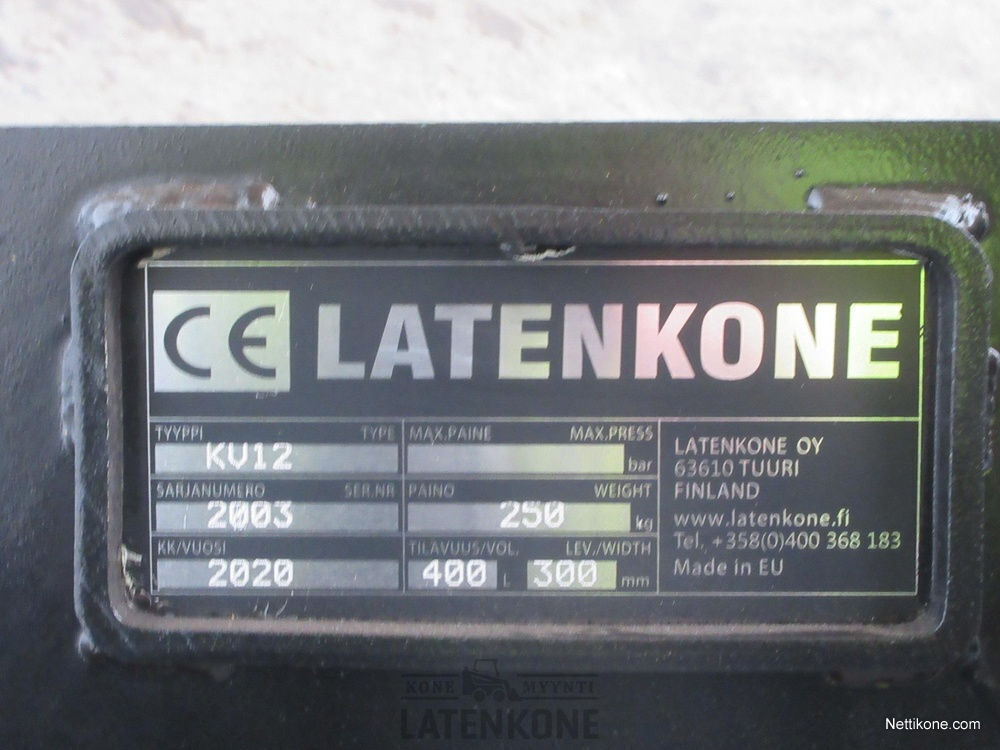 CE LATENKONE
TYYPPI TYPE
KV12
SARJANUMERO SER.NR
2003
KK/VUOSI
2020
MAX.PAINE MAX.PRESS
bar
PAINO WEIGHT
250 kg
TILAVUUS/VOL. LEV./WIDTH
400 L 300 mm
LATENKONE OY
63610 TUURI
FINLAND
www.latenkone.fi
Tel. +358(0)400 368 183
Made in EU
KONE MYYNTI
LATENKONE
Nettikone.com